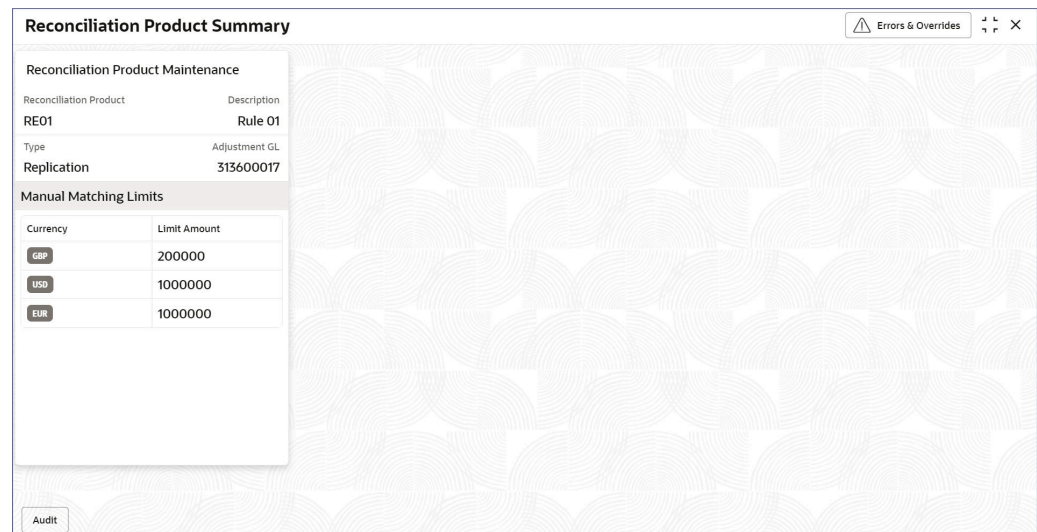 Reconciliation Product Summary
Errors & Overrides
Reconciliation Product Maintenance
Reconciliation Product Description
RE01 Rule 01
Type Adjustment GL
Replication 313600017
Manual Matching Limits
Currency Limit Amount
GBP 200000
USD 1000000
EUR 1000000
Audit